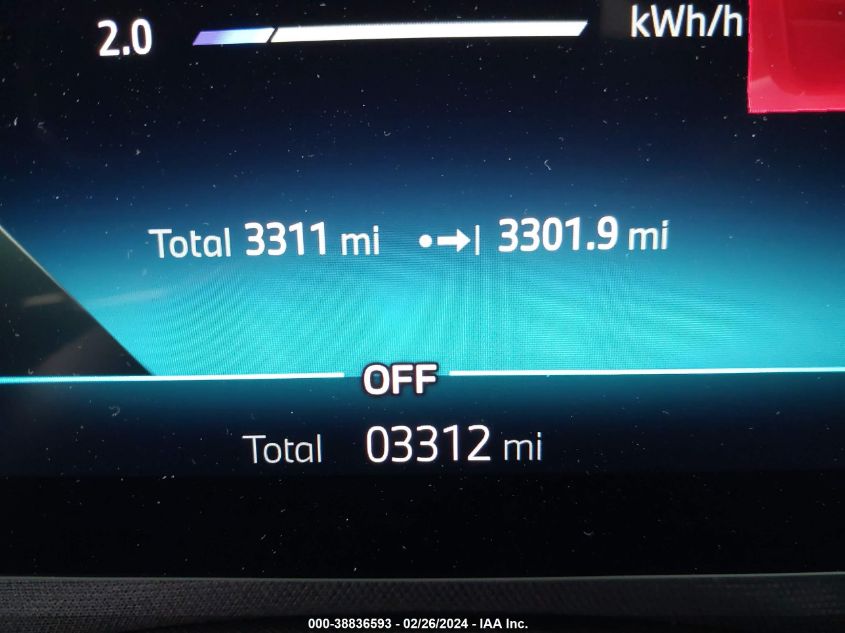 2.0 kWh/h
Total 3311 mi 3301.9 mi
OFF
Total 03312 mi
000-38836593 - 02/26/2024 - IAA Inc.